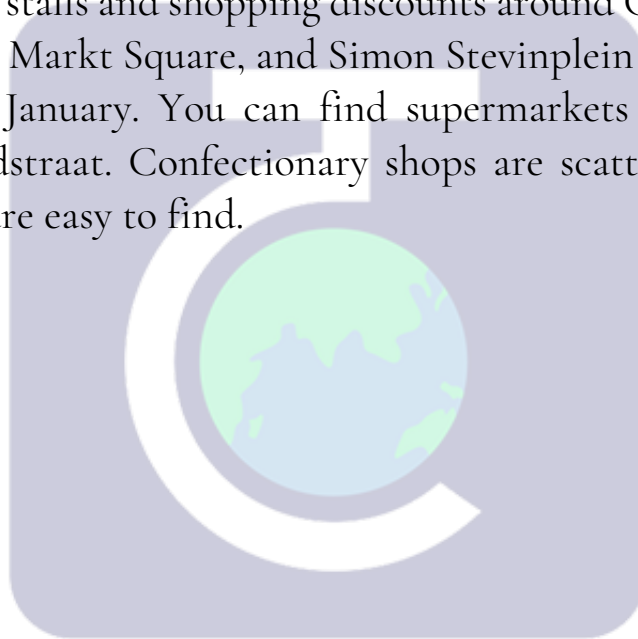 stalls and shopping discounts around
Markt Square, and Simon Stevinplein
January. You can find supermarkets
dstraat. Confectionary shops are scatt
re easy to find.